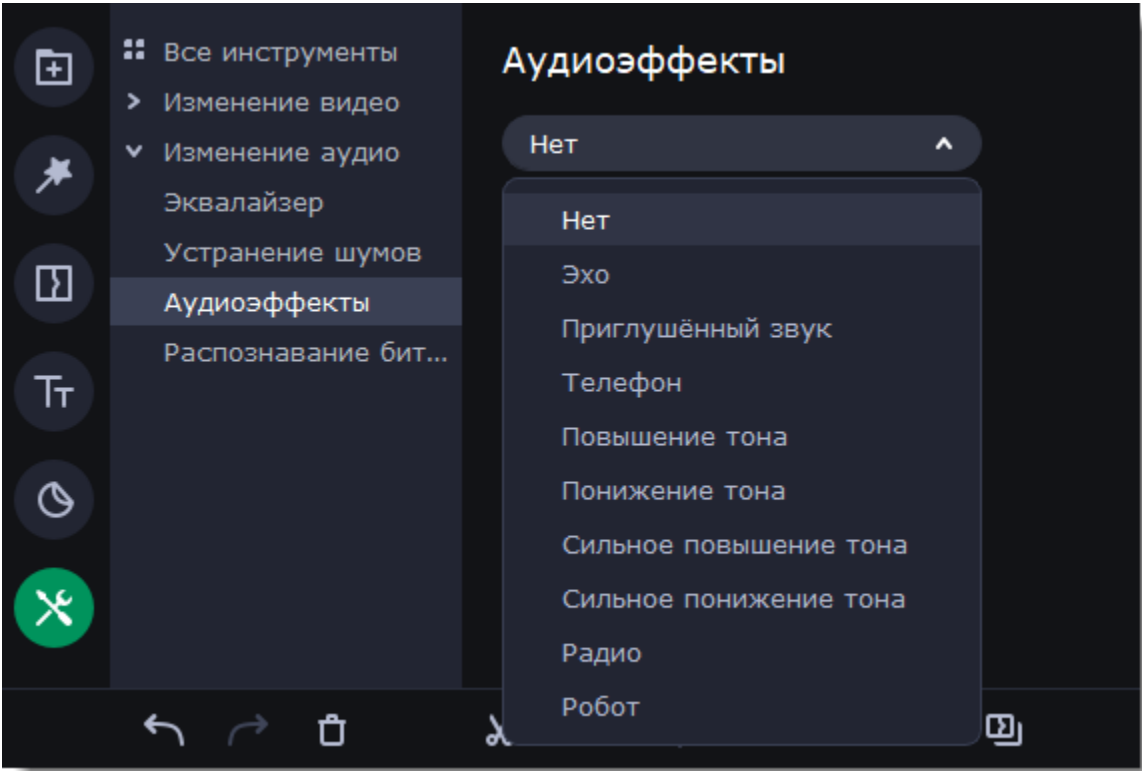 Все инструменты
Изменение видео
Изменение аудио
Эквалайзер
Устранение шумов
Аудиоэффекты
Распознавание бит...
Аудиоэффекты
Нет
Нет
Эхо
Приглушённый звук
Телефон
Повышение тона
Понижение тона
Сильное повышение тона
Сильное понижение тона
Радио
Робот
Тт